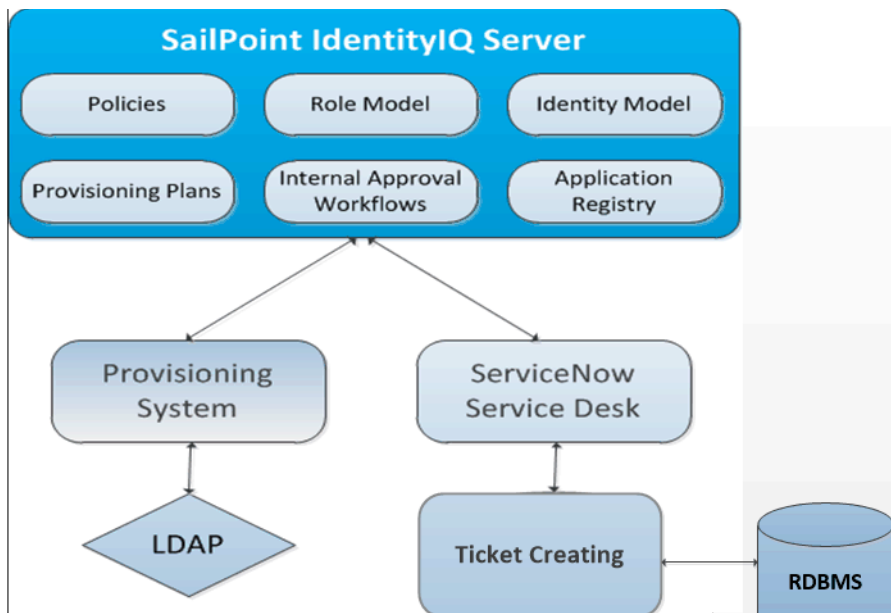 SailPoint IdentityIQ Server
Policies
Role Model
Identity Model
Provisioning Plans
Internal Approval
Workflows
Application
Registry
Provisioning
System
ServiceNow
Service Desk
LDAP
Ticket Creating
RDBMS